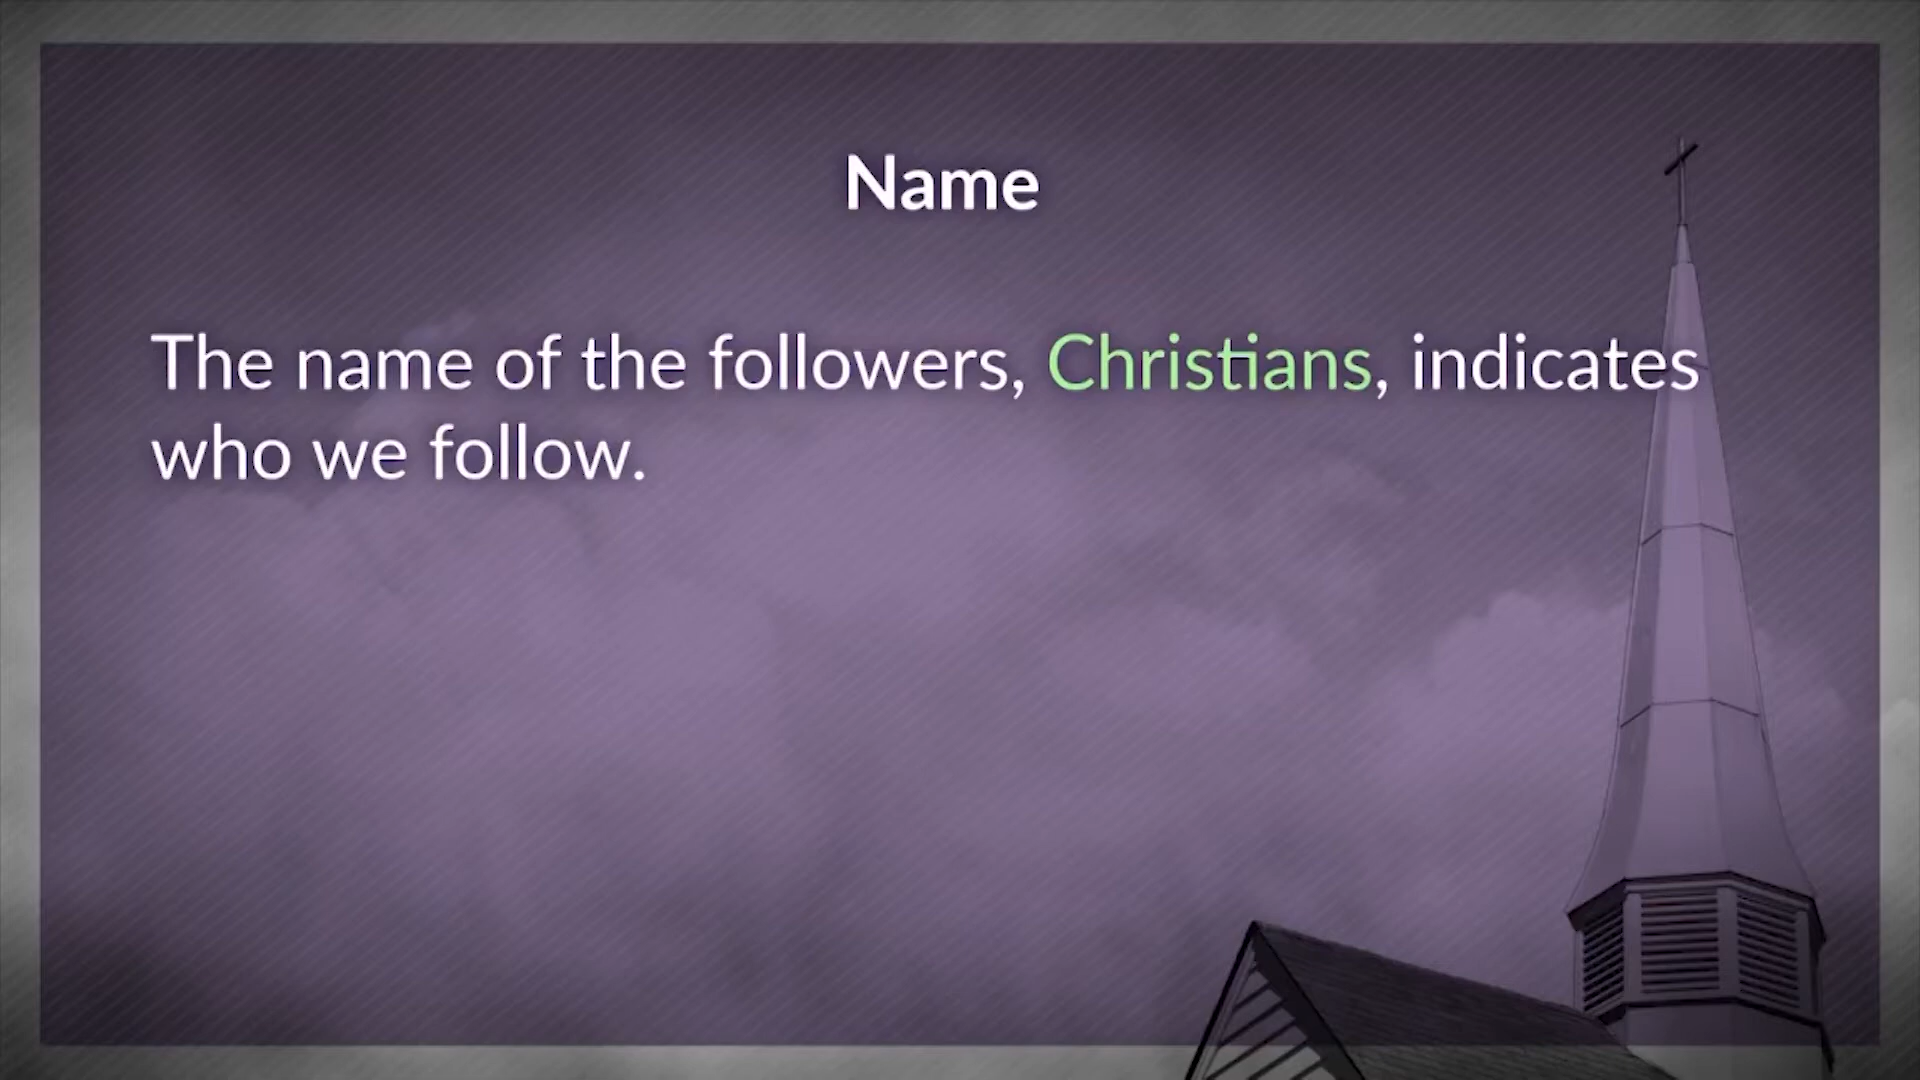 Name
The name of the followers, Christians, indicates
who we follow.